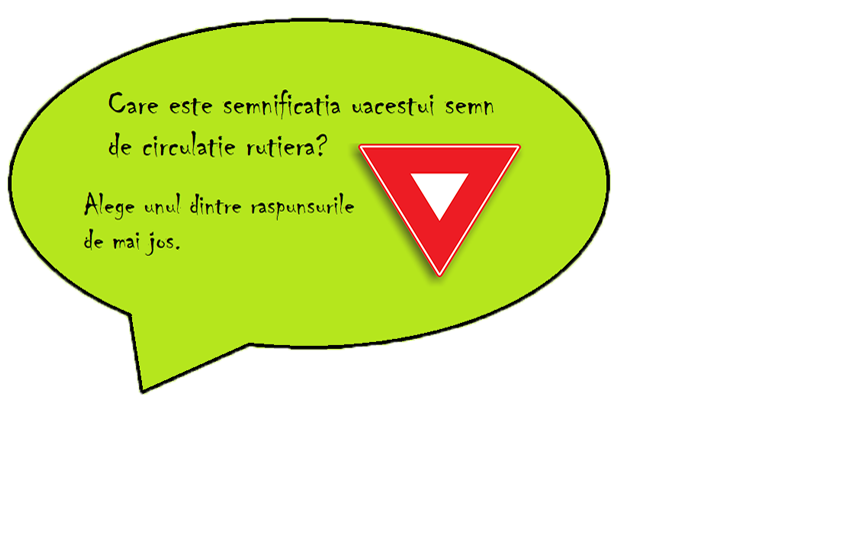 Care este semnificatia uacestui semn
de circulatie rutiera?
Alege unul dintre raspunsurile
de mai jos.